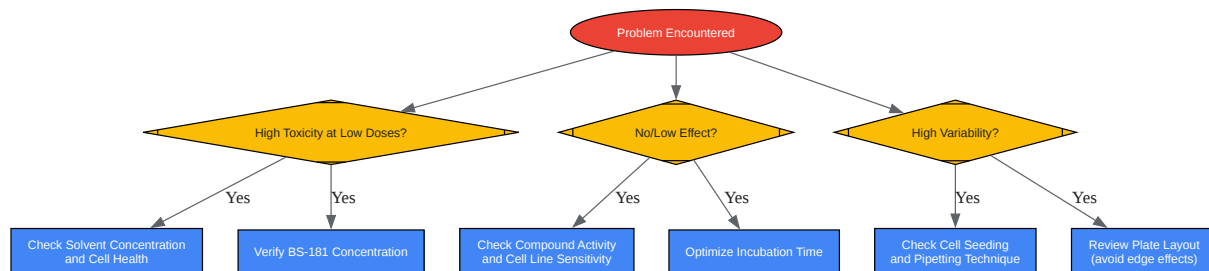 Problem Encountered
High Toxicity at Low Doses?
No/Low Effect?
High Variability?
Yes
Yes
Yes
Yes
Yes
Yes
Check Solvent Concentration
and Cell Health
Verify BS-181 Concentration
Check Compound Activity
and Cell Line Sensitivity
Optimize Incubation Time
Check Cell Seeding
and Pipetting Technique
Review Plate Layout
(avoid edge effects)